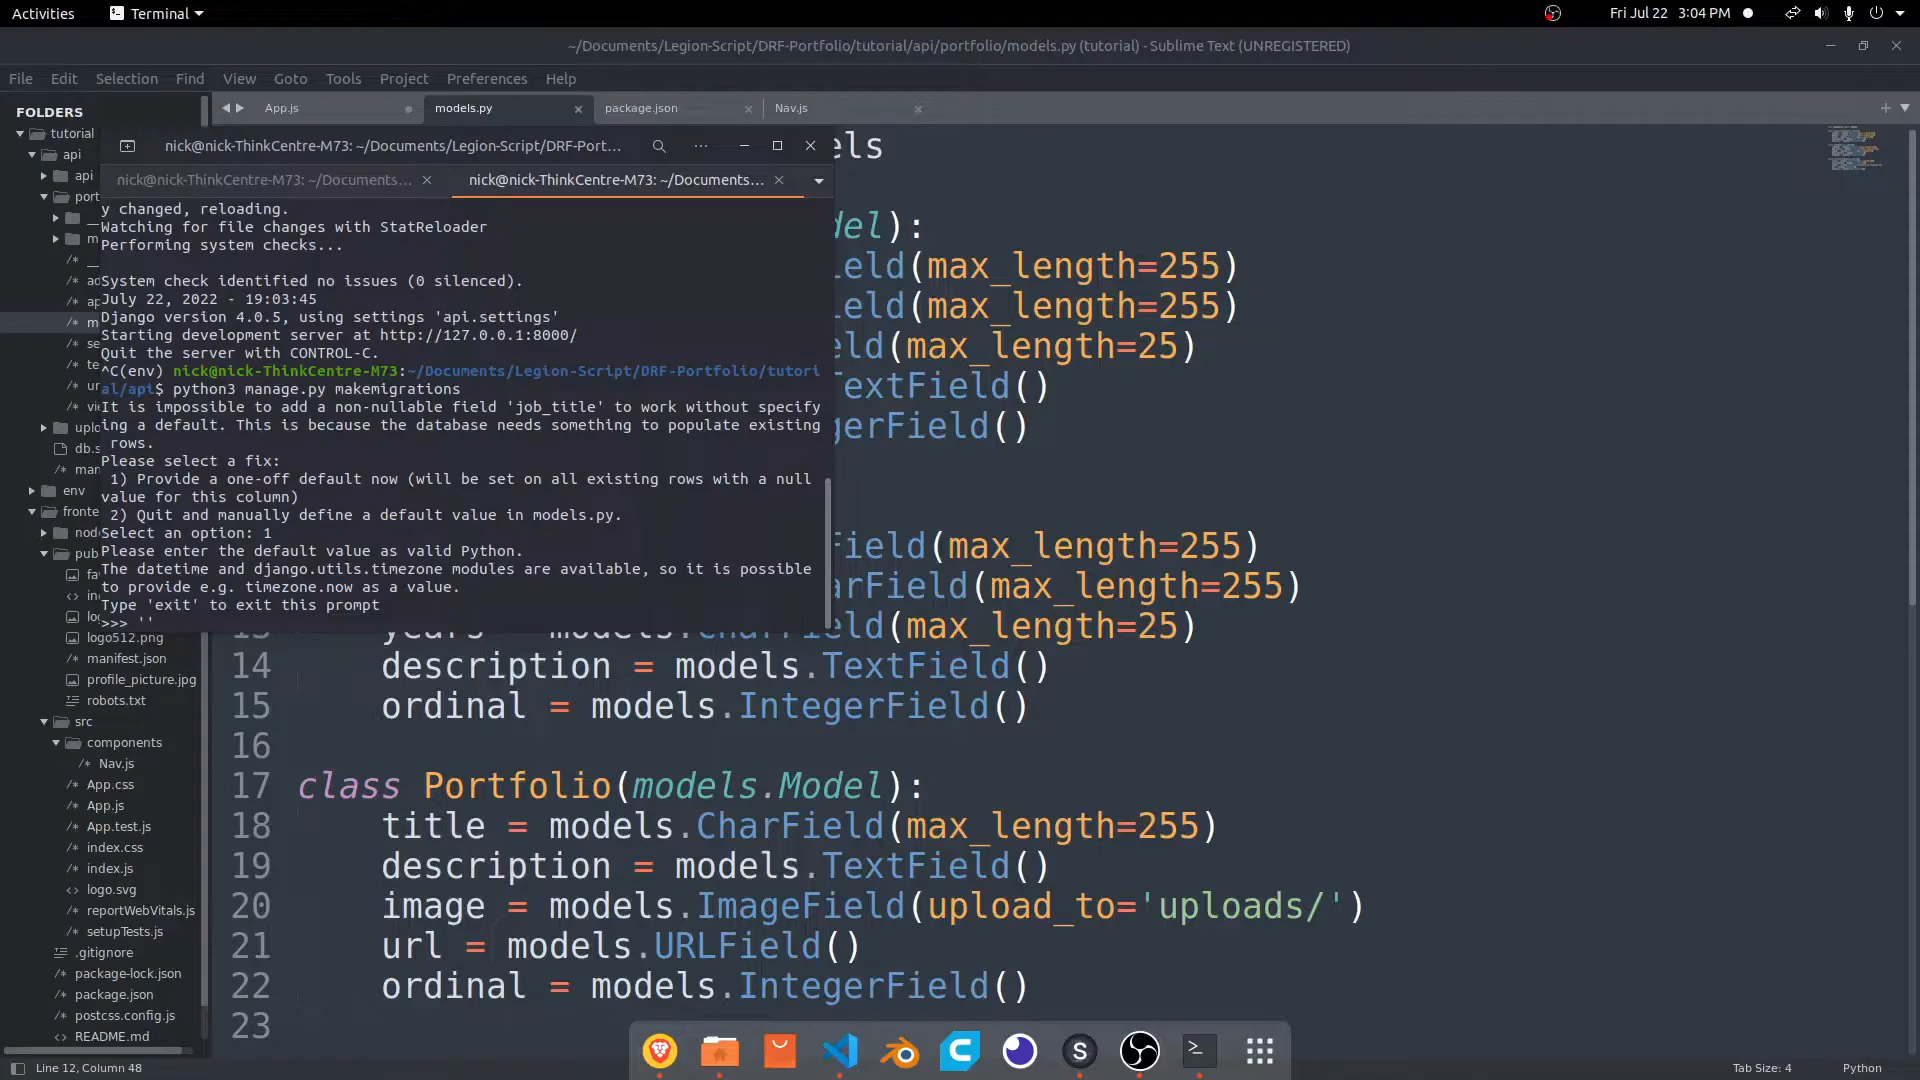 Activities
Terminal
Fri Jul 22 3:04 PM
~/Documents/Legion-Script/DRF-Portfolio/tutorial/api/portfolio/models.py (tutorial) - Sublime Text (UNREGISTERED)
File Edit Selection Find View Goto Tools Project Preferences Help
FOLDERS
App.js
models.py
package.json
Nav.js
tutorial
api
api
port
logo512.png
manifest.json
profile_picture.jpg
robots.txt
src
components
Nav.js
App.css
App.js
App.test.js
index.css
index.js
logo.svg
reportWebVitals.js
setupTests.js
.gitignore
package-lock.json
package.json
postcss.config.js
README.md
env
fronte
nick@nick-ThinkCentre-M73: ~/Documents/Legion-Script/DRF-Port...
nick@nick-ThinkCentre-M73: ~/Documents...
nick@nick-ThinkCentre-M73: ~/Documents...
y changed, reloading.
Watching for file changes with StatReloader
Performing system checks...
System check identified no issues (0 silenced).
July 22, 2022 - 19:03:45
Django version 4.0.5, using settings 'api.settings'
Starting development server at http://127.0.0.1:8000/
Quit the server with CONTROL-C.
^C(env) nick@nick-ThinkCentre-M73:~/Documents/Legion-Script/DRF-Portfolio/tutori
al/api$ python3 manage.py makemigrations
It is impossible to add a non-nullable field 'job_title' to work without specify
ing a default. This is because the database needs something to populate existing
rows.
Please select a fix:
1) Provide a one-off default now (will be set on all existing rows with a null
value for this column)
2) Quit and manually define a default value in models.py.
Select an option: 1
Please enter the default value as valid Python.
The datetime and django.utils.timezone modules are available, so it is possible
to provide e.g. timezone.now as a value.
Type 'exit' to exit this prompt
>>> ''
els
del):
ield(max_length=255)
ield(max_length=255)
eld(max_length=25)
TextField()
gerField()
Field(max_length=255)
arField(max_length=255)
eld(max_length=25)
14 description = models.TextField()
15 ordinal = models.IntegerField()
16
17 class Portfolio(models.Model):
18 title = models.CharField(max_length=255)
19 description = models.TextField()
20 image = models.ImageField(upload_to='uploads/')
21 url = models.URLField()
22 ordinal = models.IntegerField()
23
Line 12, Column 48
Tab Size: 4
Python